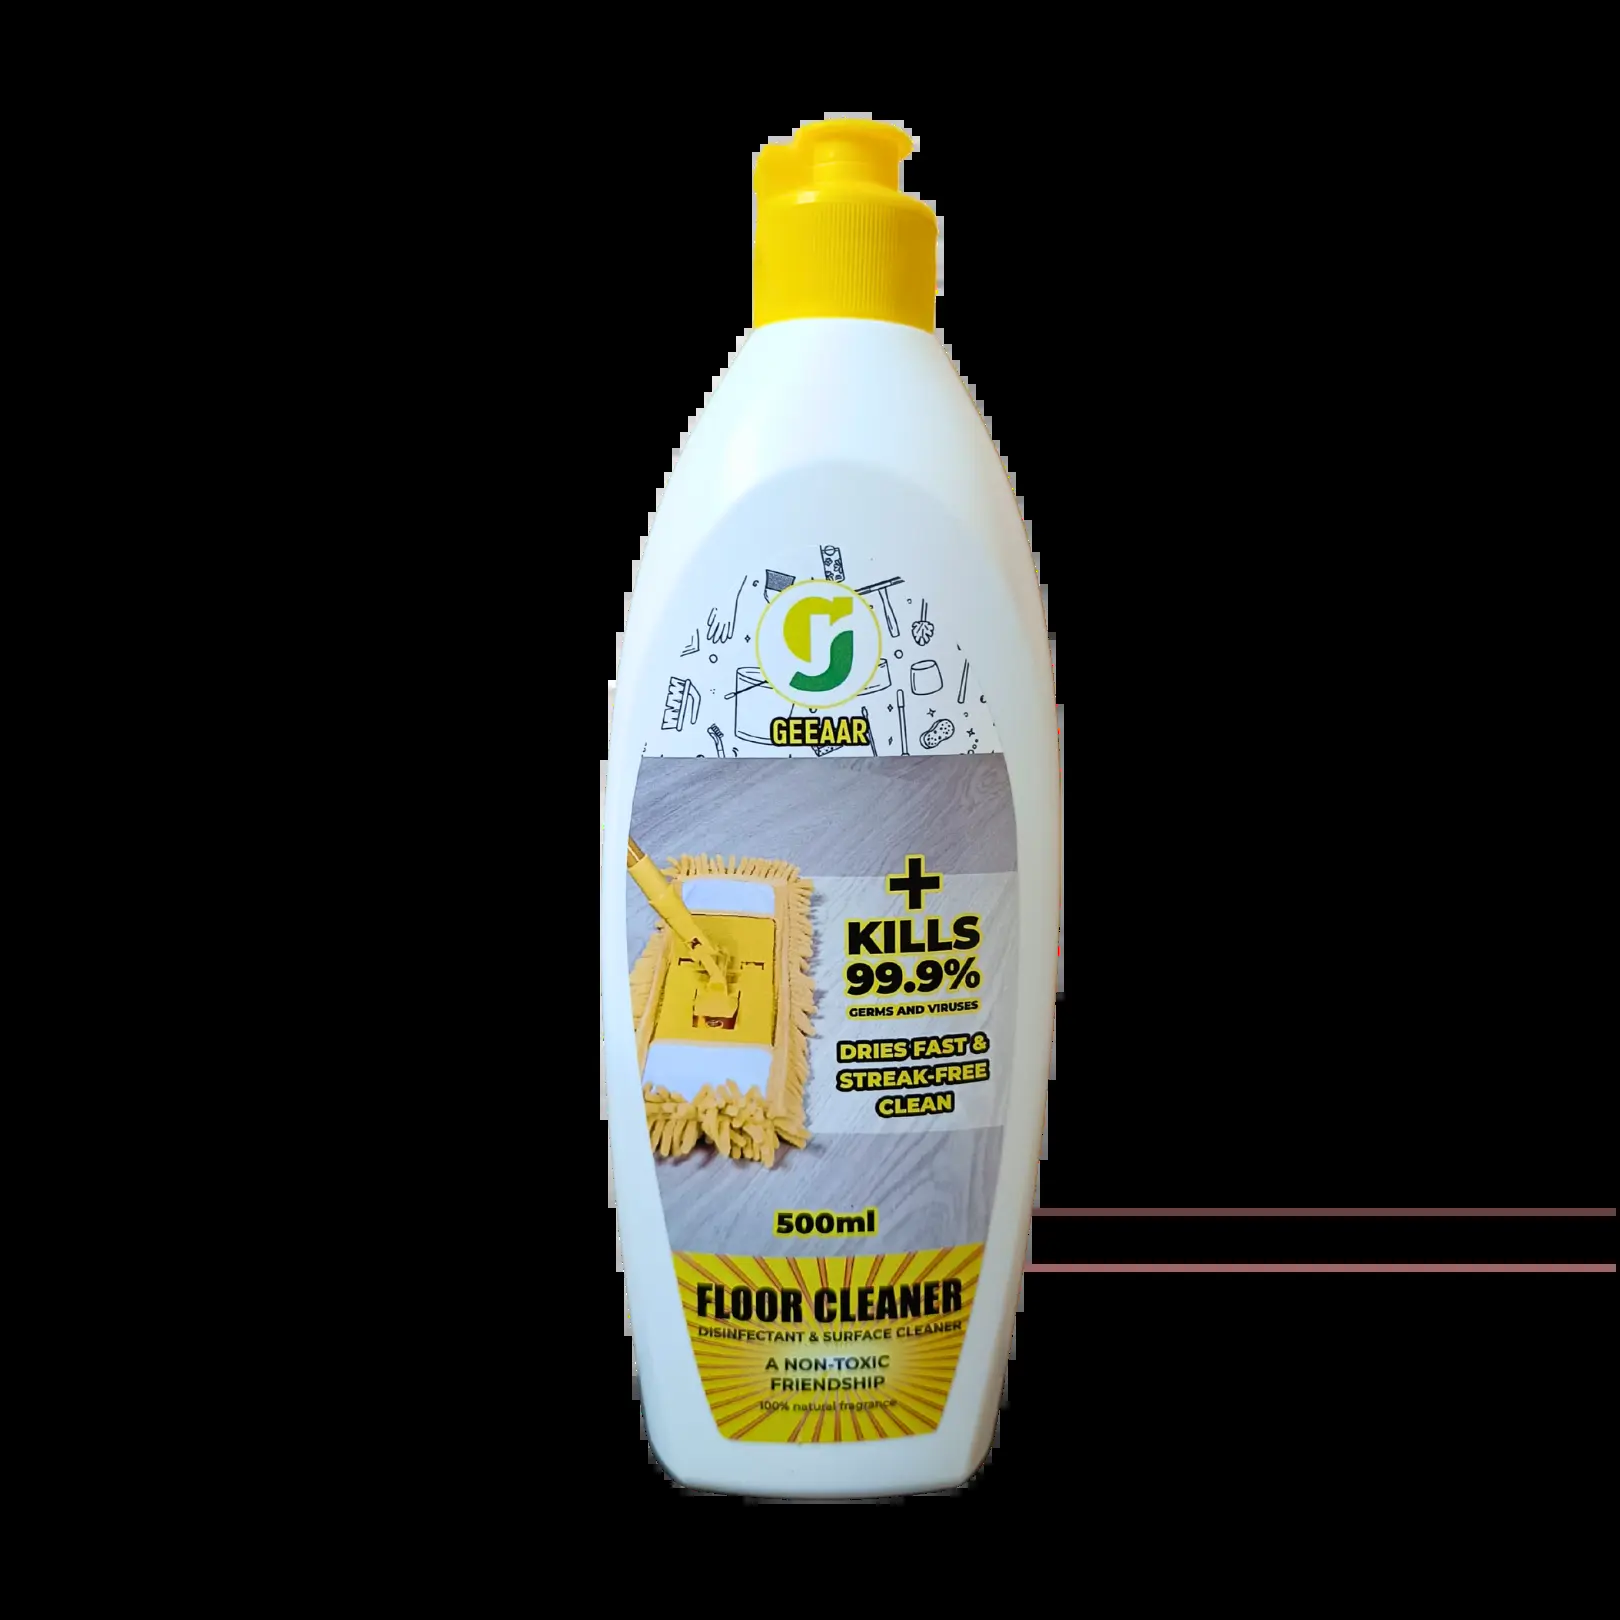 GEEAAR
KILLS
99.9%
GERMS AND VIRUSES
DRIES FAST &
STREAK-FREE
CLEAN
500ml
FLOOR CLEANER
DISINFECTANT & SURFACE CLEANER
A NON-TOXIC
FRIENDSHIP
100% natural fragrance